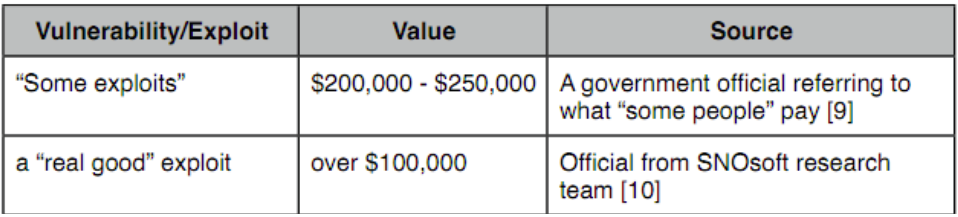 Vulnerability/Exploit Value Source
“Some exploits” $200,000 - $250,000 A government official referring to
what “some people” pay [9]
a “real good” exploit over $100,000 Official from SNOsoft research
team [10]